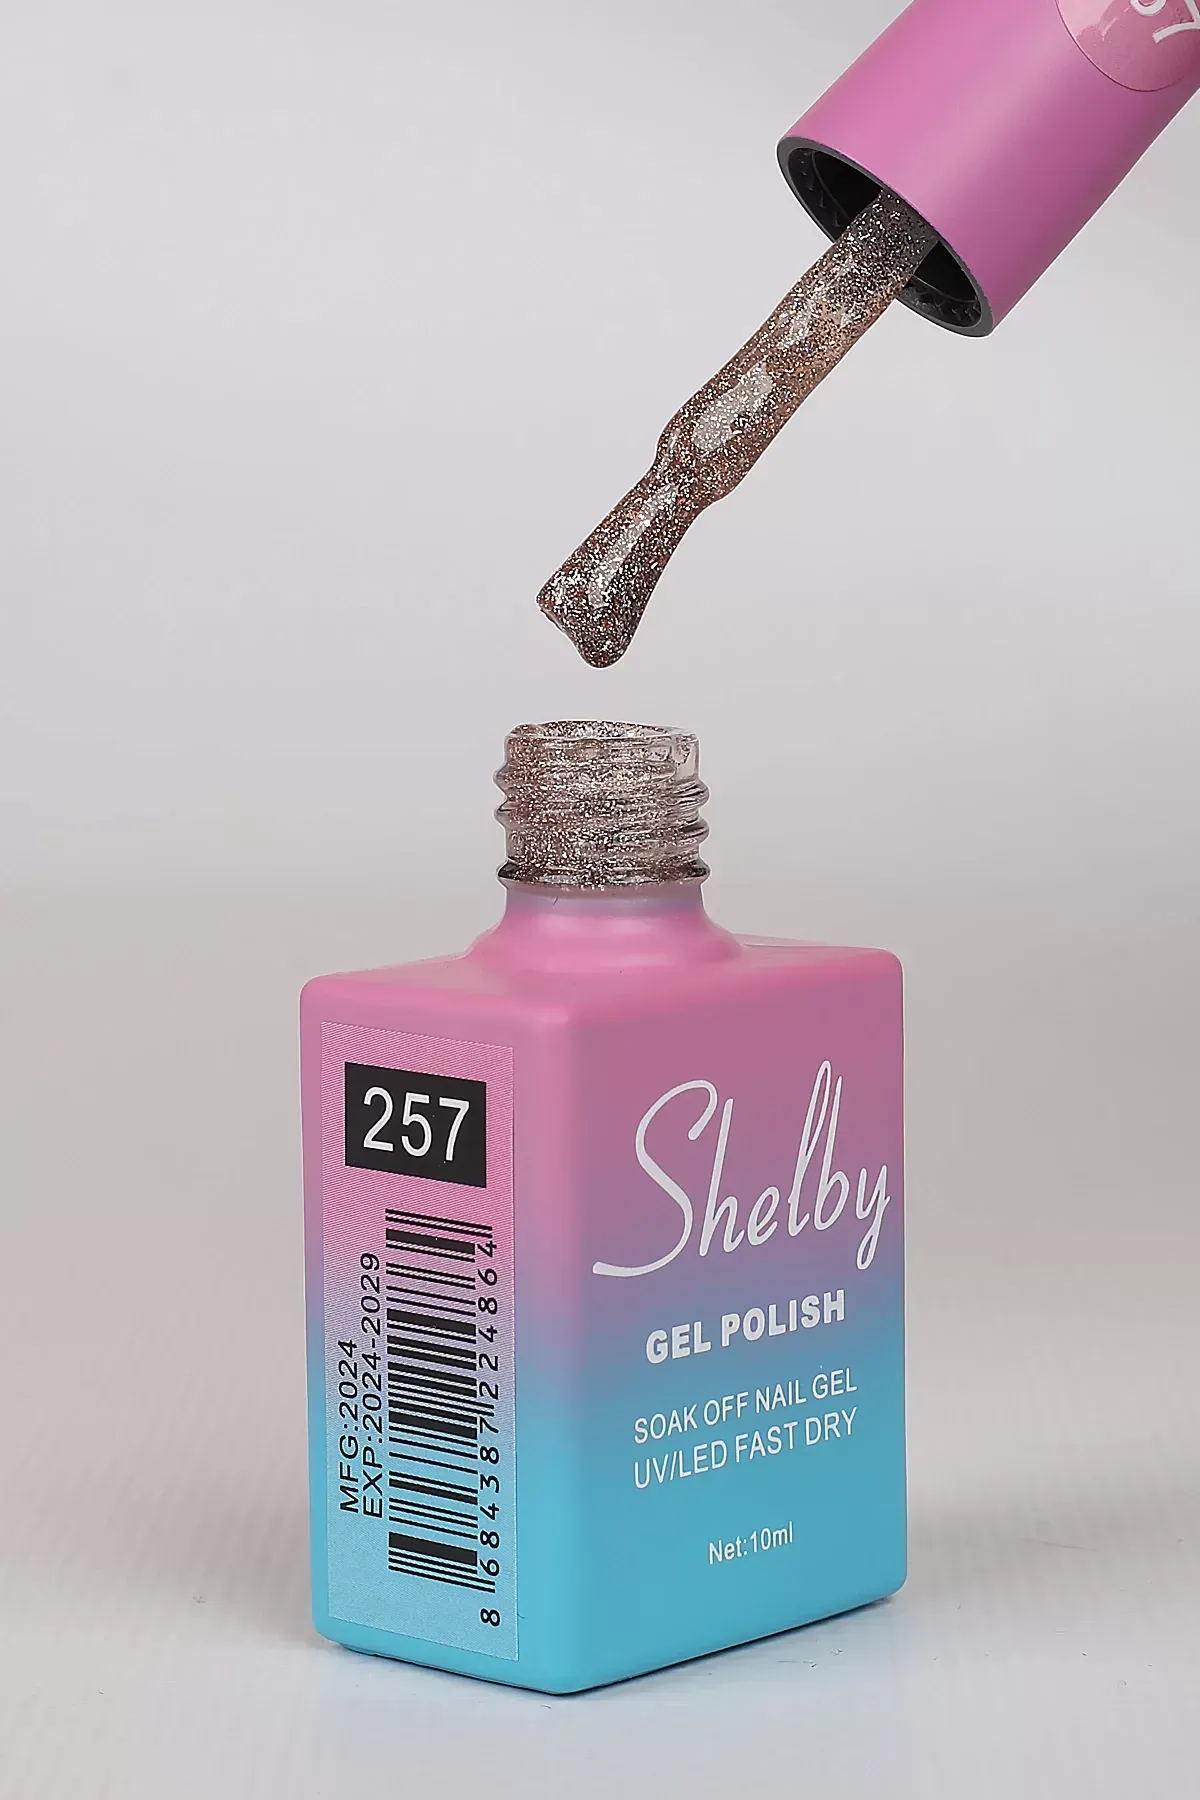 257
MFG:2024
EXP:2024-2029
8684387224864
Shelby
GEL POLISH
SOAK OFF NAIL GEL
UV/LED FAST DRY
Net:10ml